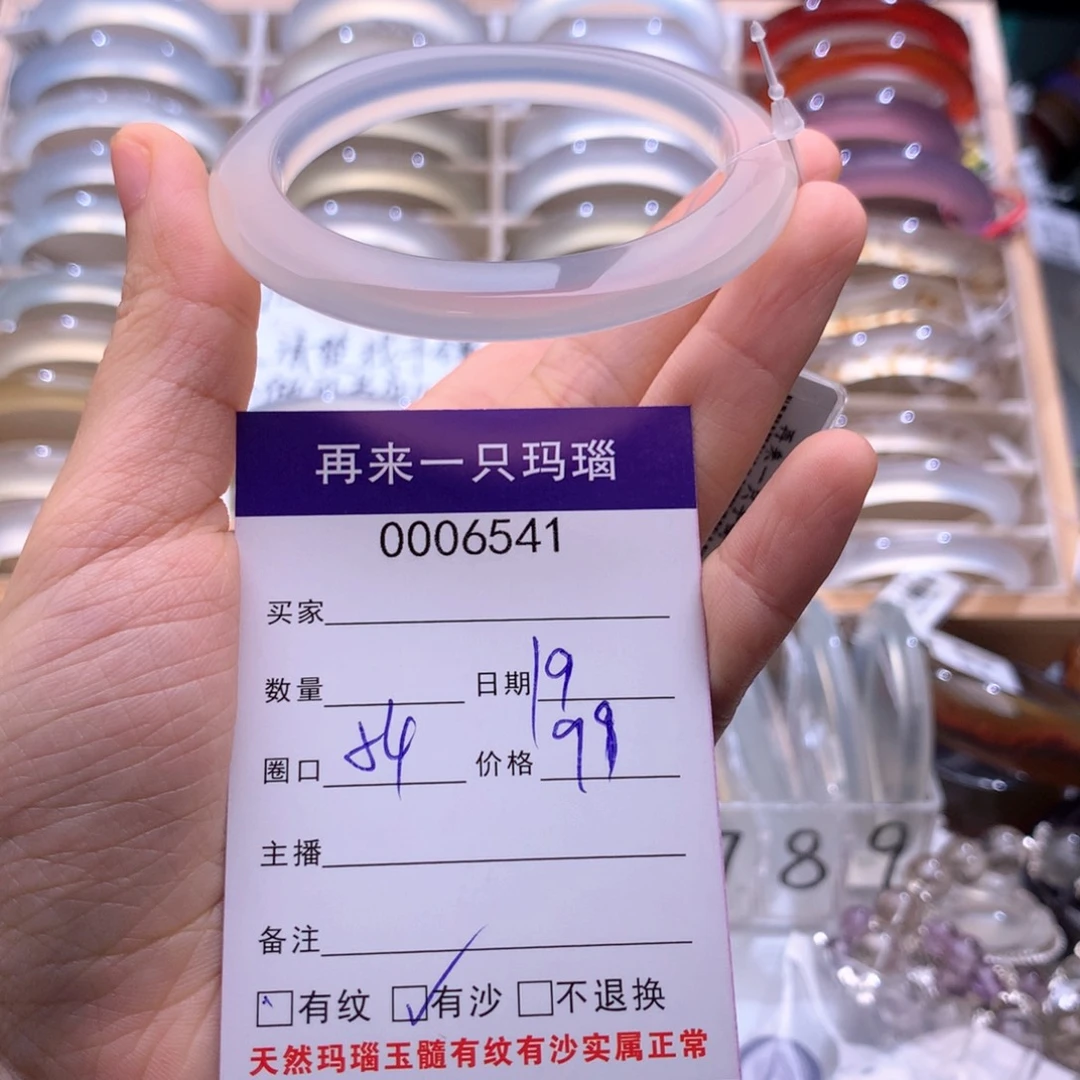 再来一只玛瑙
0006541
买家
数量 日期19
圈口 54 价格 99
主播
备注
有纹 有沙 不退换
天然玛瑙玉髓有纹有沙实属正常
7 8 9